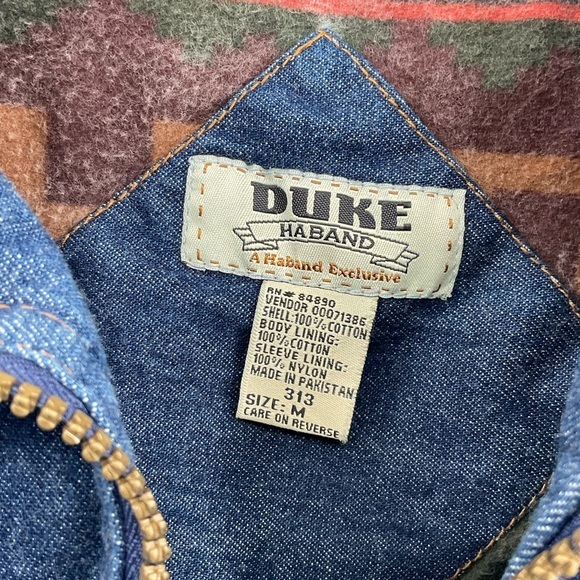 DUKE
HABAND
A Haband Exclusive
RN# 84890
VENDOR 00071386
SHELL:100% COTTON
BODY LINING:
100% COTTON
SLEEVE LINING:
100% NYLON
MADE IN PAKISTAN
313
SIZE: M
CARE ON REVERSE